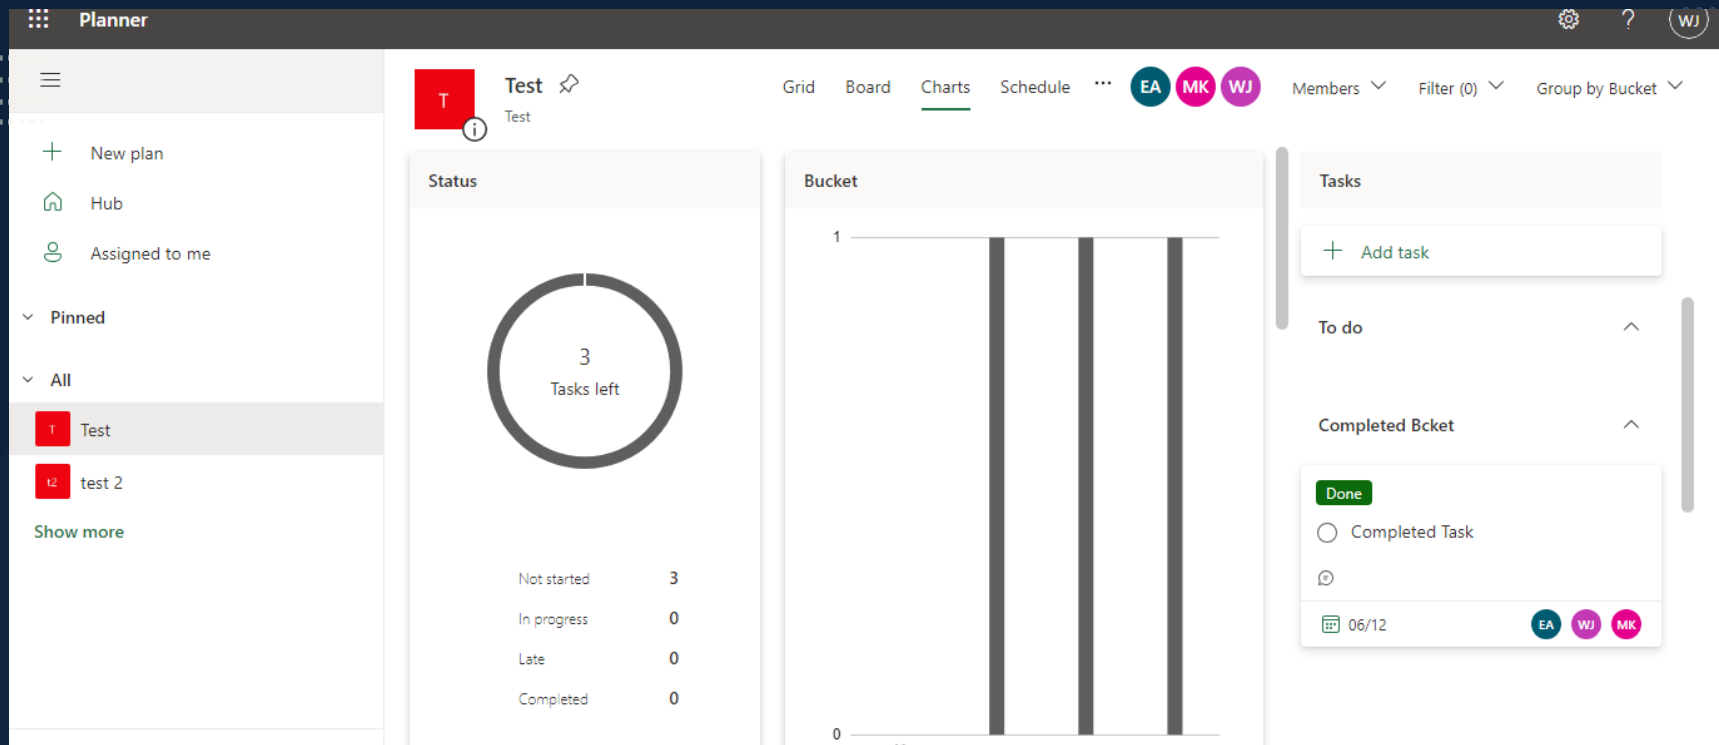 Planner
?
WJ
New plan
Hub
Assigned to me
Pinned
All
T Test
t2 test 2
Show more
T
Test
Test
Grid Board Charts Schedule ... EA MK WJ Members Filter (0) Group by Bucket
Status
3
Tasks left
Not started 3
In progress 0
Late 0
Completed 0
Bucket
1
0
Tasks
+ Add task
To do
Completed Bcket
Done
Completed Task
06/12 EA WJ MK